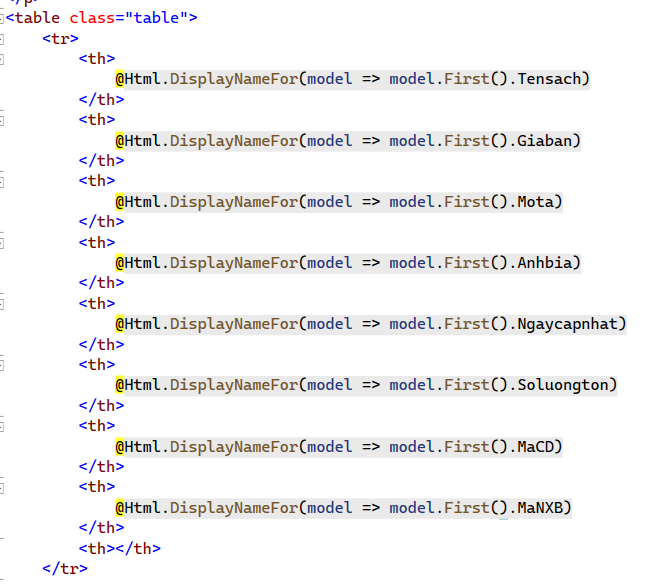 </p>
<table class="table">
<tr>
<th>
@Html.DisplayNameFor(model => model.First().Tensach)
</th>
<th>
@Html.DisplayNameFor(model => model.First().Giaban)
</th>
<th>
@Html.DisplayNameFor(model => model.First().Mota)
</th>
<th>
@Html.DisplayNameFor(model => model.First().Anhbia)
</th>
<th>
@Html.DisplayNameFor(model => model.First().Ngaycapnhat)
</th>
<th>
@Html.DisplayNameFor(model => model.First().Soluongton)
</th>
<th>
@Html.DisplayNameFor(model => model.First().MaCD)
</th>
<th>
@Html.DisplayNameFor(model => model.First().MaNXB)
</th>
<th></th>
</tr>